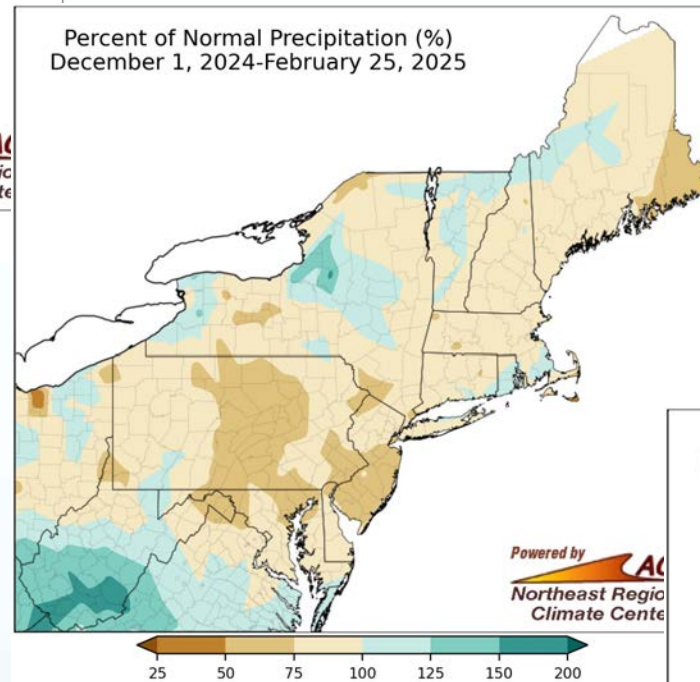 Percent of Normal Precipitation (%)
December 1, 2024-February 25, 2025
Powered by
Northeast Regio
Climate Cente
25 50 75 100 125 150 200